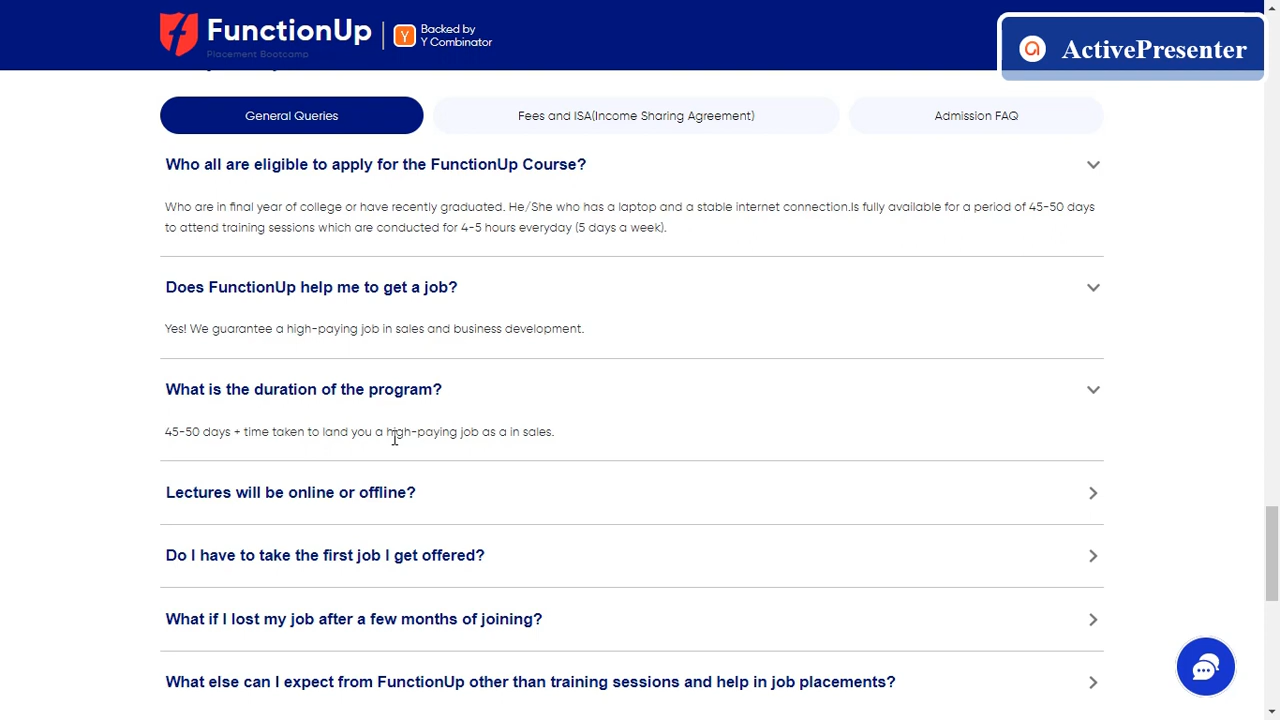 FunctionUp
Placement Bootcamp
Backed by
Y Combinator
Y
ActivePresenter
General Queries
Fees and ISA(Income Sharing Agreement)
Admission FAQ
Who all are eligible to apply for the FunctionUp Course?
Who are in final year of college or have recently graduated. He/She who has a laptop and a stable internet connection.Is fully available for a period of 45-50 days
to attend training sessions which are conducted for 4-5 hours everyday (5 days a week).
Does FunctionUp help me to get a job?
Yes! We guarantee a high-paying job in sales and business development.
What is the duration of the program?
45-50 days + time taken to land you a high-paying job as a in sales.
Lectures will be online or offline?
Do I have to take the first job I get offered?
What if I lost my job after a few months of joining?
What else can I expect from FunctionUp other than training sessions and help in job placements?